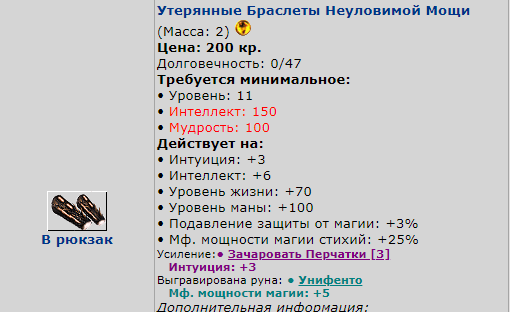 Утерянные Браслеты Неуловимой Мощи
(Масса: 2)
Цена: 200 кр.
Долговечность: 0/47
Требуется минимальное:
• Уровень: 11
• Интеллект: 150
• Мудрость: 100
Действует на:
• Интуиция: +3
• Интеллект: +6
• Уровень жизни: +70
• Уровень маны: +100
• Подавление защиты от магии: +3%
• Мф. мощности магии стихий: +25%
Усиление:• Зачаровать Перчатки [3]
Интуиция: +3
Выгравирована руна: • Унифенто
Мф. мощности магии: +5
Дополнительная информация:
В рюкзак